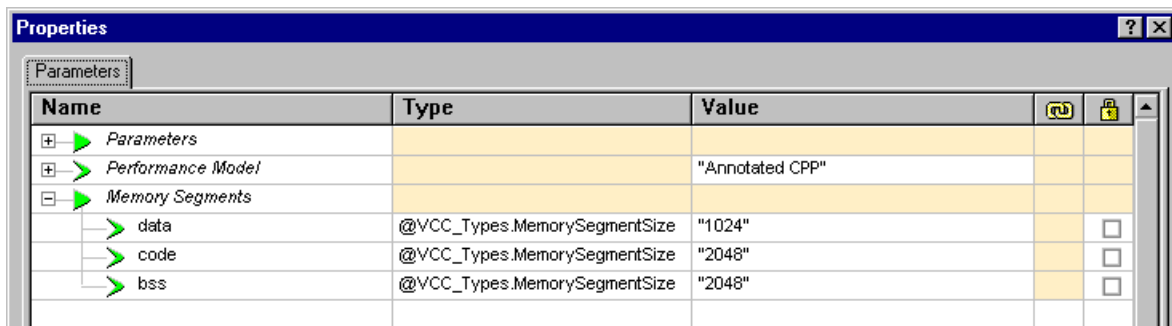 Properties
Parameters
Name Type Value
Parameters
Performance Model "Annotated CPP"
Memory Segments
data @VCC_Types.MemorySegmentSize "1024"
code @VCC_Types.MemorySegmentSize "2048"
bss @VCC_Types.MemorySegmentSize "2048"